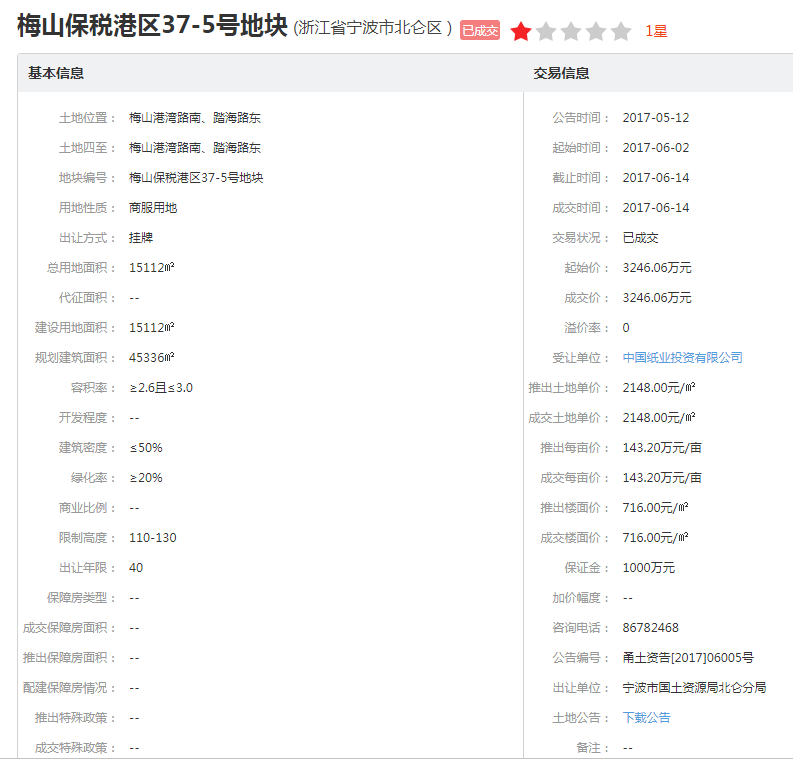 梅山保税港区37-5号地块 (浙江省宁波市北仑区 ) 已成交 1星
基本信息
土地位置： 梅山港湾路南、踏海路东
土地四至： 梅山港湾路南、踏海路东
地块编号： 梅山保税港区37-5号地块
用地性质： 商服用地
出让方式： 挂牌
总用地面积： 15112㎡
代征面积： --
建设用地面积： 15112㎡
规划建筑面积： 45336㎡
容积率： ≥2.6且≤3.0
开发程度： --
建筑密度： ≤50%
绿化率： ≥20%
商业比例： --
限制高度： 110-130
出让年限： 40
保障房类型： --
成交保障房面积： --
推出保障房面积： --
配建保障房情况： --
推出特殊政策： --
成交特殊政策： --
交易信息
公告时间： 2017-05-12
起始时间： 2017-06-02
截止时间： 2017-06-14
成交时间： 2017-06-14
交易状况： 已成交
起始价： 3246.06万元
成交价： 3246.06万元
溢价率： 0
受让单位： 中国纸业投资有限公司
推出土地单价： 2148.00元/㎡
成交土地单价： 2148.00元/㎡
推出每亩价： 143.20万元/亩
成交每亩价： 143.20万元/亩
推出楼面价： 716.00元/㎡
成交楼面价： 716.00元/㎡
保证金： 1000万元
加价幅度： --
咨询电话： 86782468
公告编号： 甬土资告[2017]06005号
出让单位： 宁波市国土资源局北仑分局
土地公告： 下载公告
备注： --